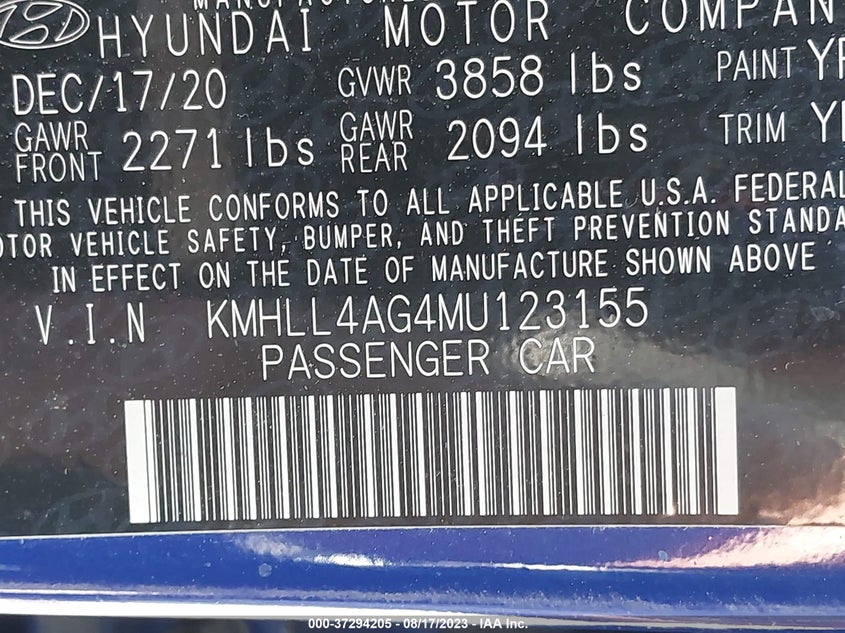 HYUNDAI MOTOR COMPAN
DEC/17/20 GVWR 3858 lbs PAINT YP
GAWR FRONT 2271 lbs GAWR REAR 2094 lbs TRIM
THIS VEHICLE CONFORMS TO ALL APPLICABLE U.S.A. FEDERAL
OTOR VEHICLE SAFETY, BUMPER, AND THEFT PREVENTION STANDA
IN EFFECT ON THE DATE OF MANUFACTURE SHOWN ABOVE
V.I.N KMHLL4AG4MU123155
PASSENGER CAR
000-37294205 - 08/17/2023 - IAA Inc.